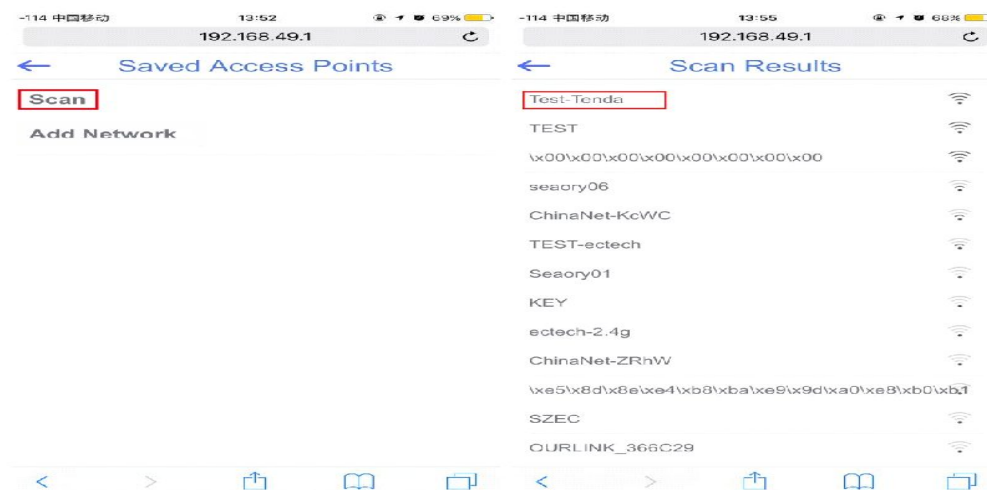 -114 中国移动 13:52 69%
192.168.49.1
Saved Access Points
Scan
Add Network
-114 中国移动 13:55 68%
192.168.49.1
Scan Results
Test-Tenda
TEST
\x00\x00\x00\x00\x00\x00\x00\x00
seaory06
ChinaNet-KcWC
TEST-ectech
Seaory01
KEY
ectech-2.4g
ChinaNet-ZRhW
\xe5\x8d\x8e\xe4\xb8\xba\xe9\x9d\xa0\xe8\xb0\xb1
SZEC
OURLINK_366C29